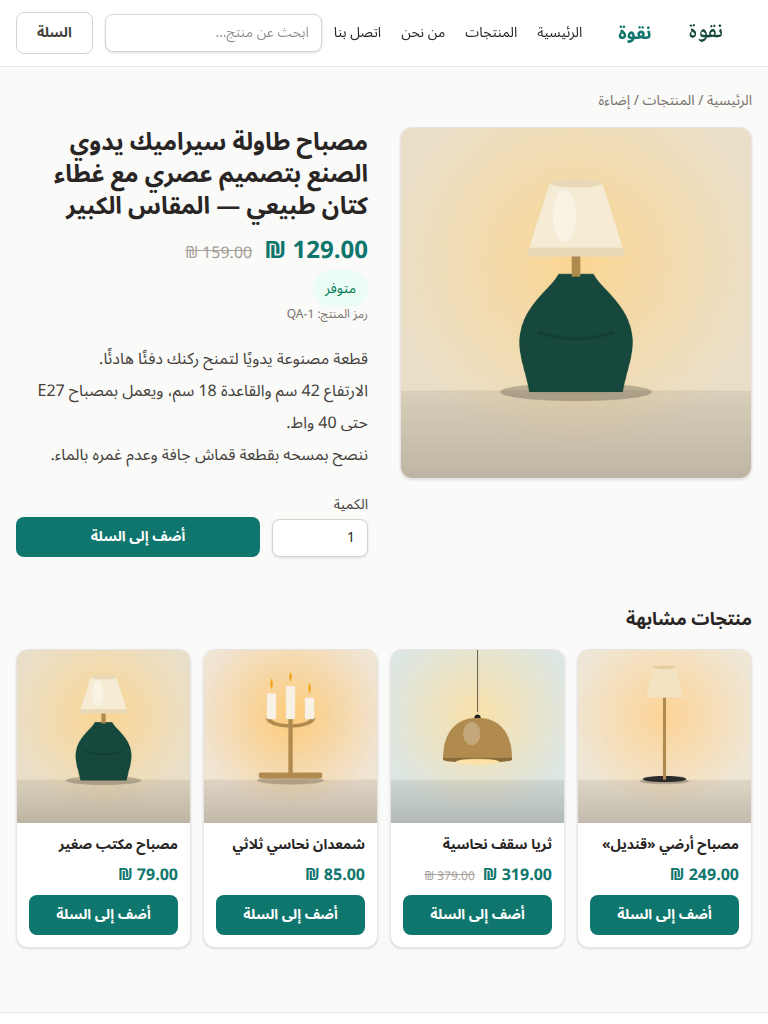 نقوة
نقوة
الرئيسية
المنتجات
من نحن
اتصل بنا
ابحث عن منتج...
السلة
الرئيسية / المنتجات / إضاءة
مصباح طاولة سيراميك يدوي
الصنع بتصميم عصري مع غطاء
كتان طبيعي — المقاس الكبير
129.00 ₪ 159.00 ₪
متوفر
رمز المنتج: QA-1
قطعة مصنوعة يدويًا لتمنح ركنك دفئًا هادئًا.
الارتفاع 42 سم والقاعدة 18 سم، ويعمل بمصباح E27
حتى 40 واط.
ننصح بمسحه بقطعة قماش جافة وعدم غمره بالماء.
الكمية
1
أضف إلى السلة
منتجات مشابهة
مصباح أرضي «قنديل»
249.00 ₪
أضف إلى السلة
ثريا سقف نحاسية
319.00 ₪ 379.00 ₪
أضف إلى السلة
شمعدان نحاسي ثلاثي
85.00 ₪
أضف إلى السلة
مصباح مكتب صغير
79.00 ₪
أضف إلى السلة